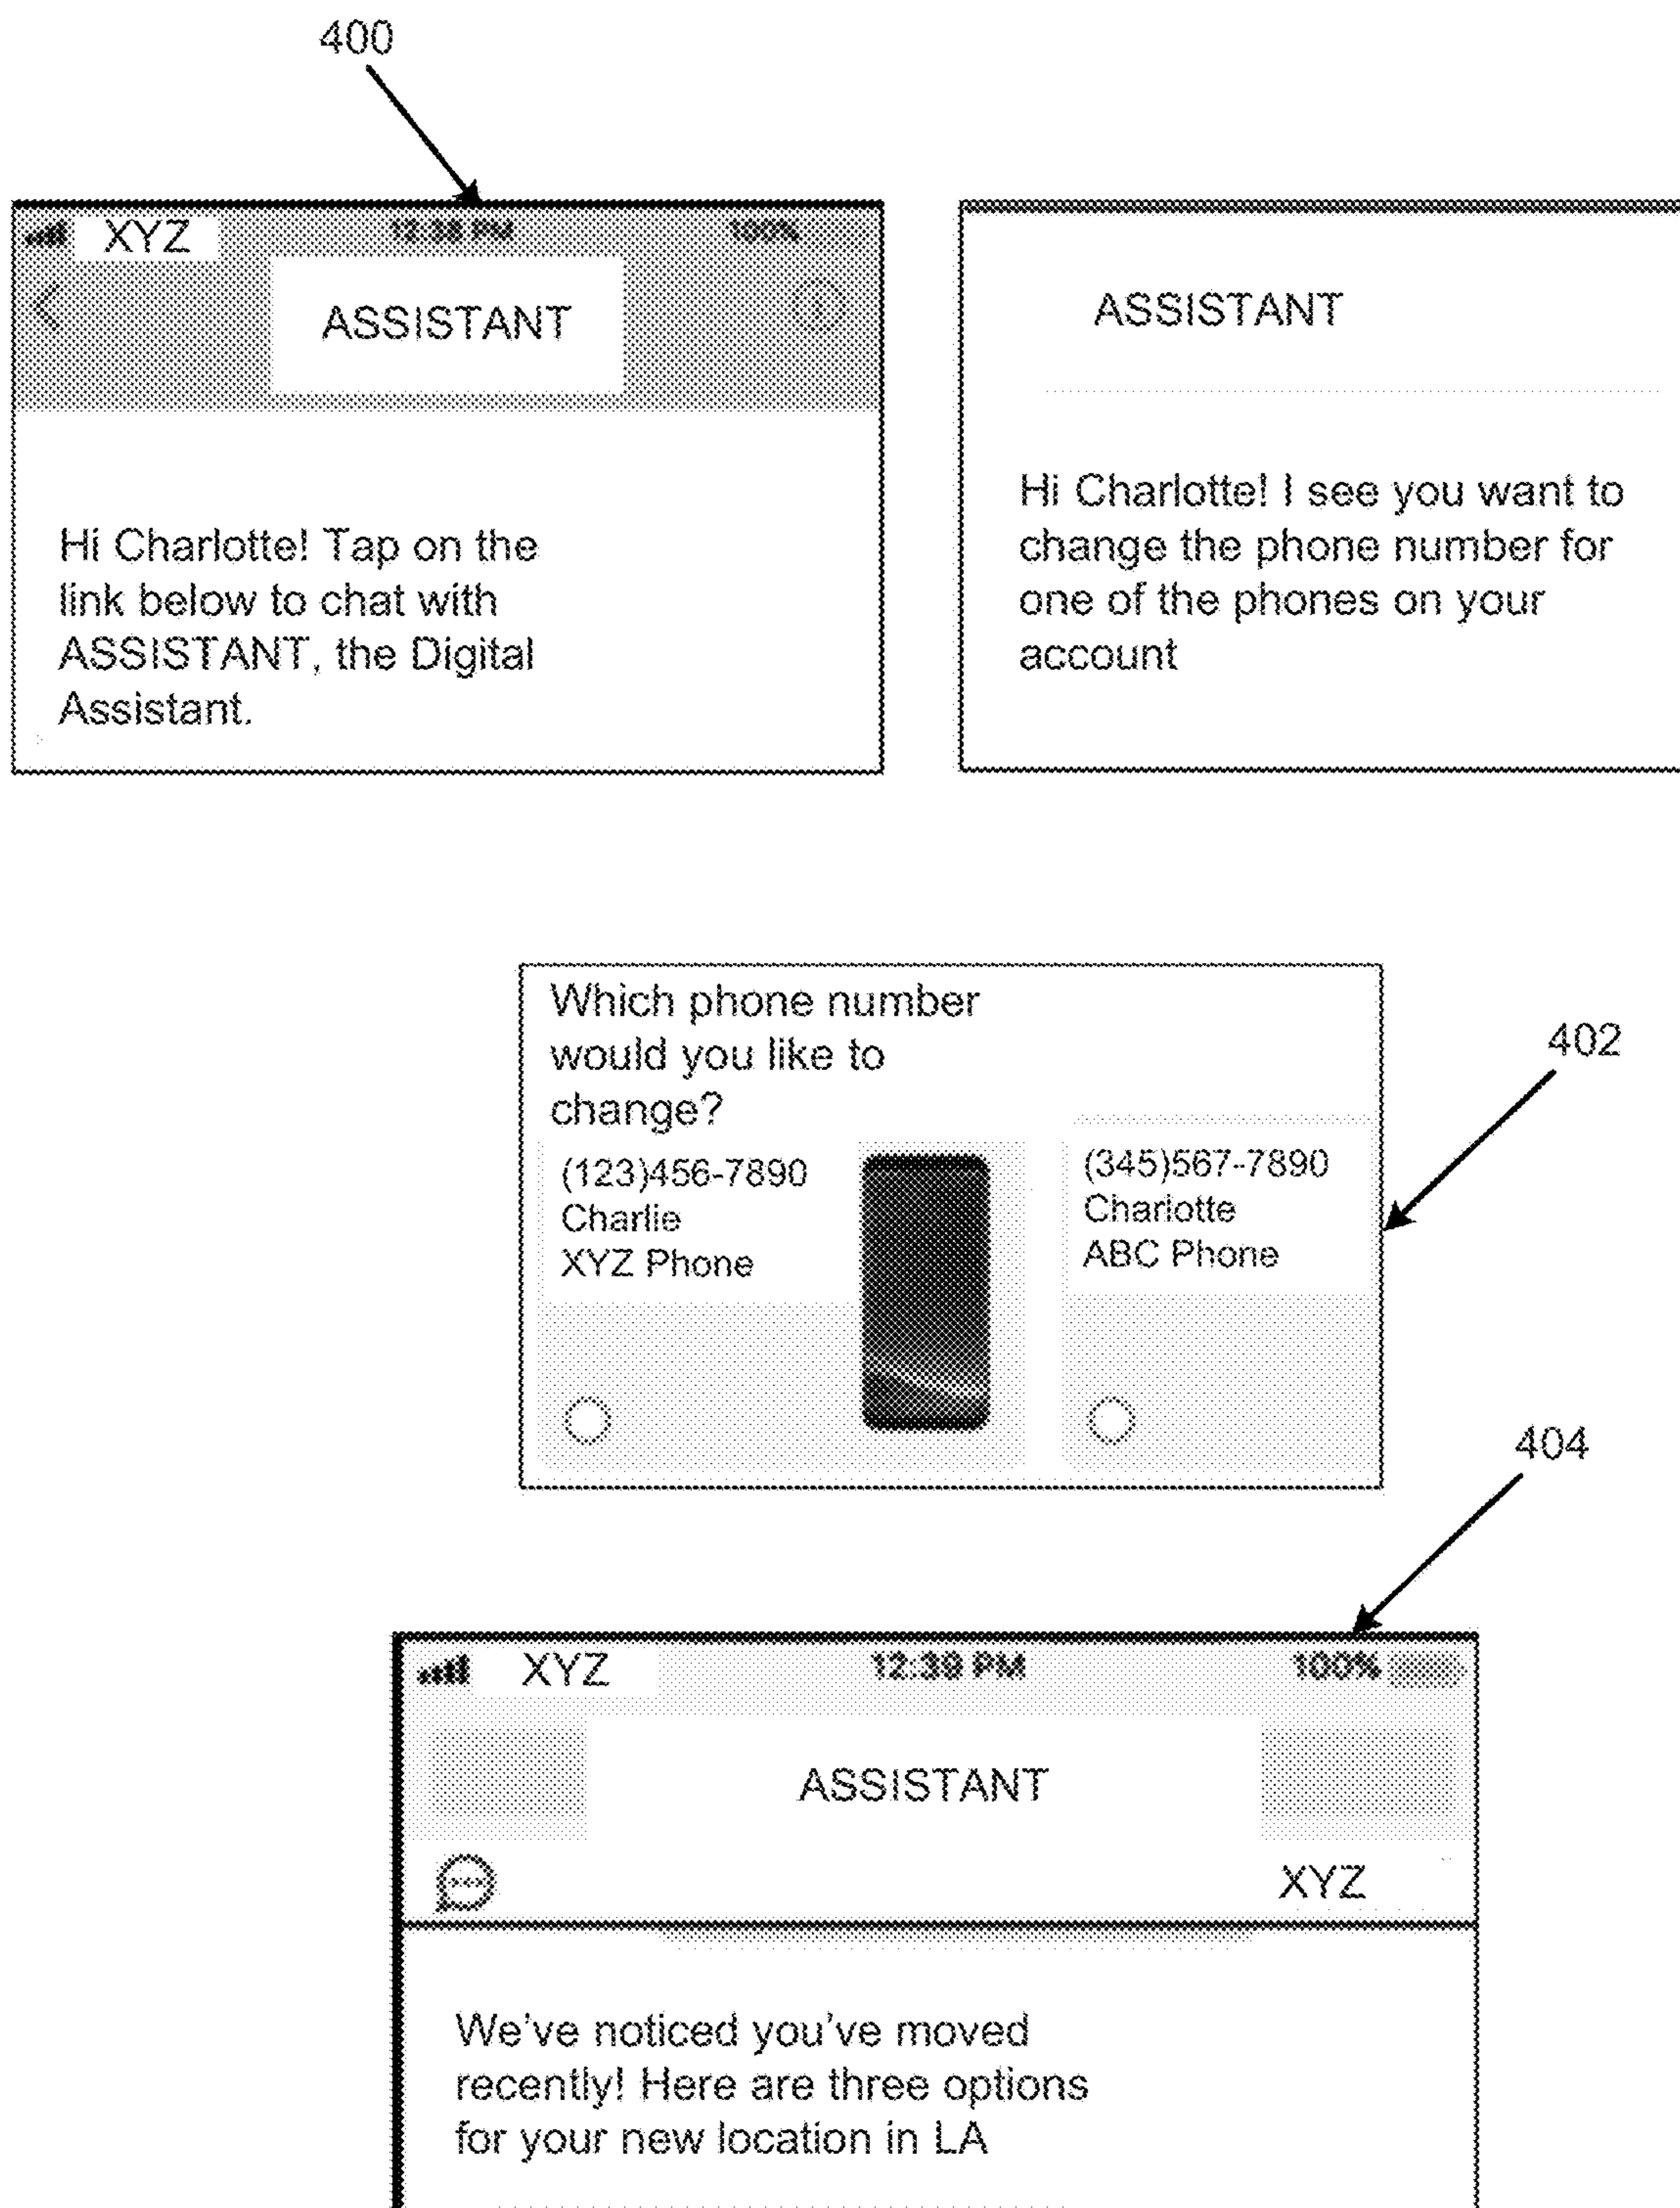 400
XYZ
12:38 PM
100%
ASSISTANT
Hi Charlotte! Tap on the
link below to chat with
ASSISTANT, the Digital
Assistant.
ASSISTANT
Hi Charlotte! I see you want to
change the phone number for
one of the phones on your
account
Which phone number
would you like to
change?
402
(123)456-7890
Charlie
XYZ Phone
(345)567-7890
Charlotte
ABC Phone
404
XYZ
12:39 PM
100%
ASSISTANT
XYZ
We've noticed you've moved
recently! Here are three options
for your new location in LA